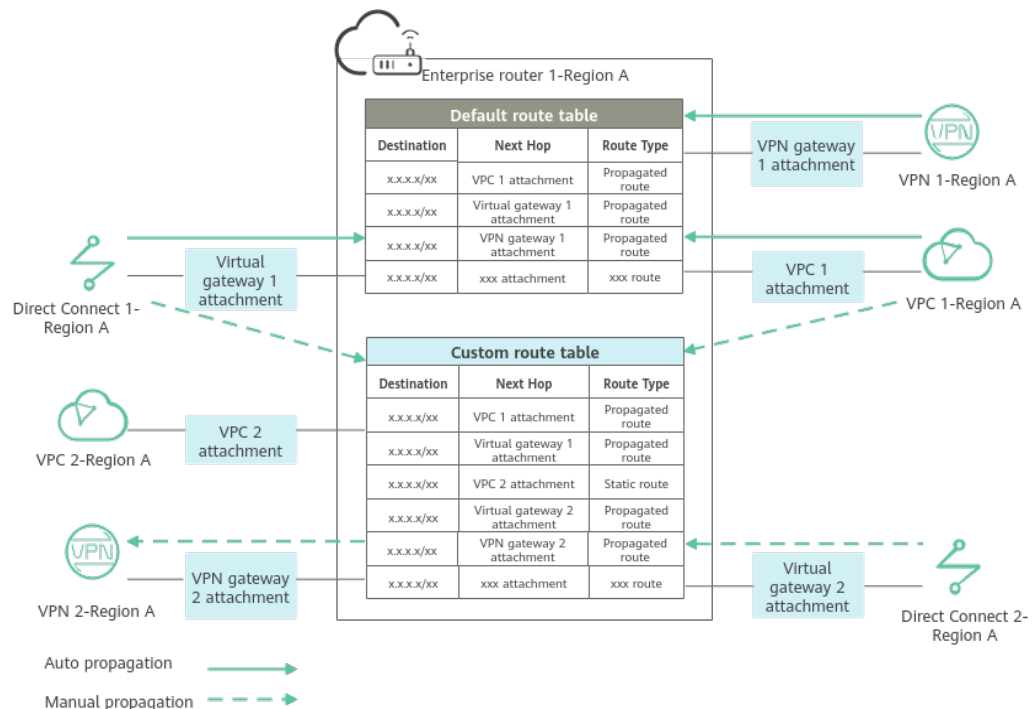 Enterprise router 1-Region A
Default route table
Destination
Next Hop
Route Type
x.x.x.x/xx
VPC 1 attachment
Propagated
route
x.x.x.x/xx
Virtual gateway 1
attachment
Propagated
route
x.x.x.x/xx
VPN gateway 1
attachment
Propagated
route
x.x.x.x/xx
xxx attachment
xxx route
VPN gateway
1 attachment
VPN
VPN 1-Region A
Virtual
gateway 1
attachment
Direct Connect 1-
Region A
VPC 1
attachment
VPC 1-Region A
Custom route table
Destination
Next Hop
Route Type
x.x.x.x/xx
VPC 1 attachment
Propagated
route
x.x.x.x/xx
Virtual gateway 1
attachment
Propagated
route
x.x.x.x/xx
VPC 2 attachment
Static route
x.x.x.x/xx
Virtual gateway 2
attachment
Propagated
route
x.x.x.x/xx
VPN gateway 2
attachment
Propagated
route
x.x.x.x/xx
xxx attachment
xxx route
VPC 2
attachment
VPC 2-Region A
VPN
VPN gateway
2 attachment
VPN 2-Region A
Virtual
gateway 2
attachment
Direct Connect 2-
Region A
Auto propagation
Manual propagation